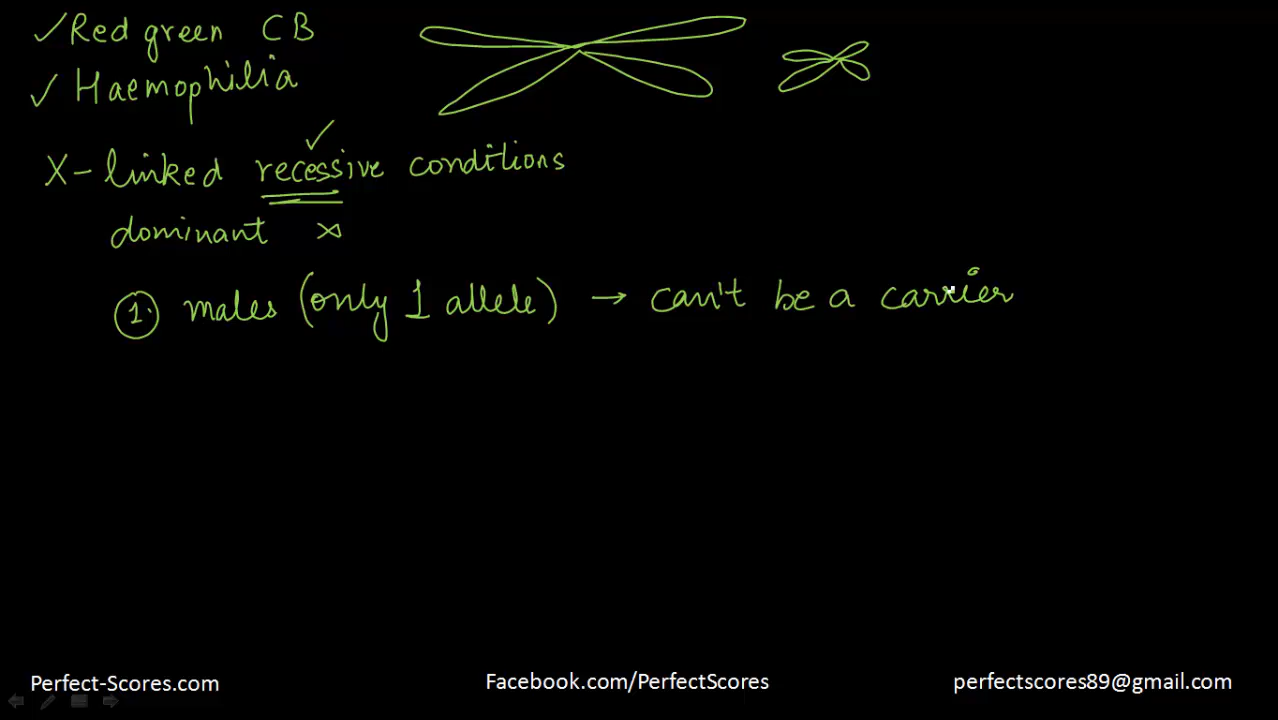 ✓ Red green CB
✓ Haemophilia
X-linked recessive conditions
dominant ×
1. males (only 1 allele) → can't be a carrier
Perfect-Scores.com
Facebook.com/PerfectScores
perfectscores89@gmail.com